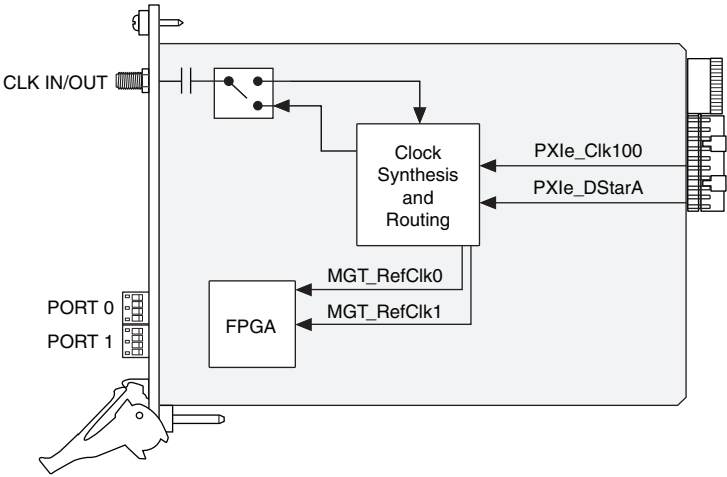 CLK IN/OUT
Clock
Synthesis
and
Routing
PXIe_Clk100
PXIe_DStarA
MGT_RefClk0
MGT_RefClk1
FPGA
PORT 0
PORT 1